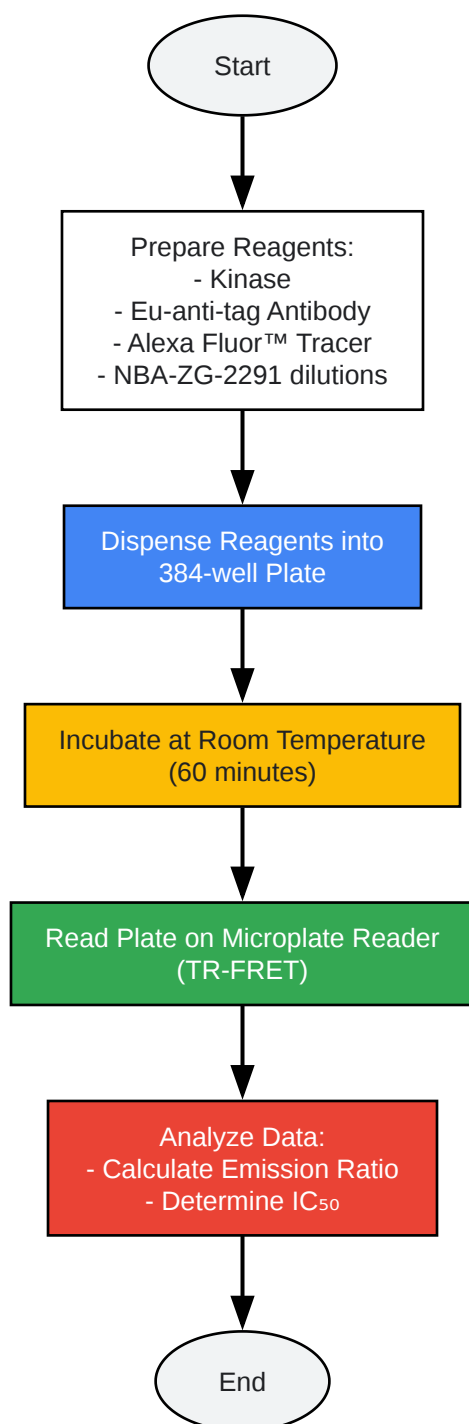 Start
Prepare Reagents:
- Kinase
- Eu-anti-tag Antibody
- Alexa Fluor™ Tracer
- NBA-ZG-2291 dilutions
Dispense Reagents into
384-well Plate
Incubate at Room Temperature
(60 minutes)
Read Plate on Microplate Reader
(TR-FRET)
Analyze Data:
- Calculate Emission Ratio
- Determine IC₅₀
End